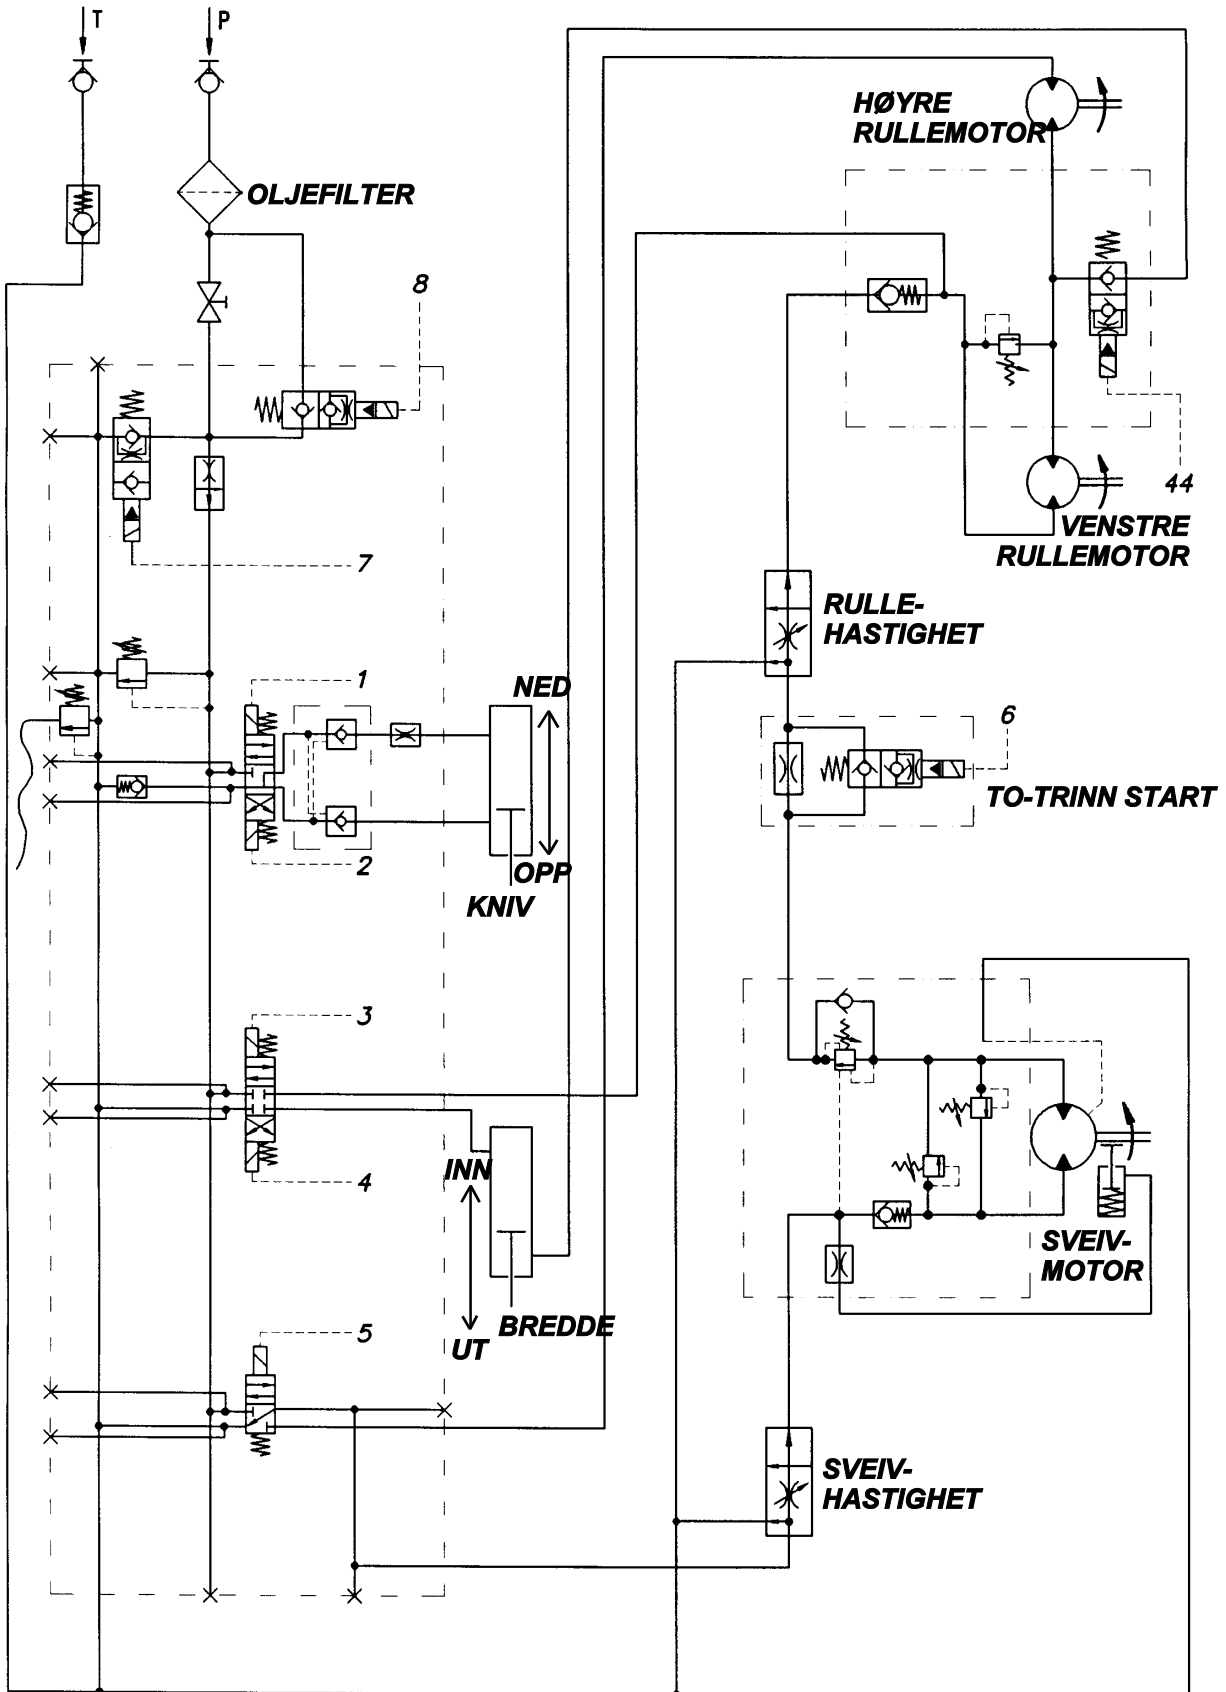 T
P
HØYRE
RULLEMOTOR
OLJEFILTER
8
44
VENSTRE
RULLEMOTOR
7
RULLE-
HASTIGHET
1
NED
6
TO-TRINN START
2
OPP
KNIV
3
4
INN
SVEIV-
MOTOR
BREDDE
UT
5
SVEIV-
HASTIGHET